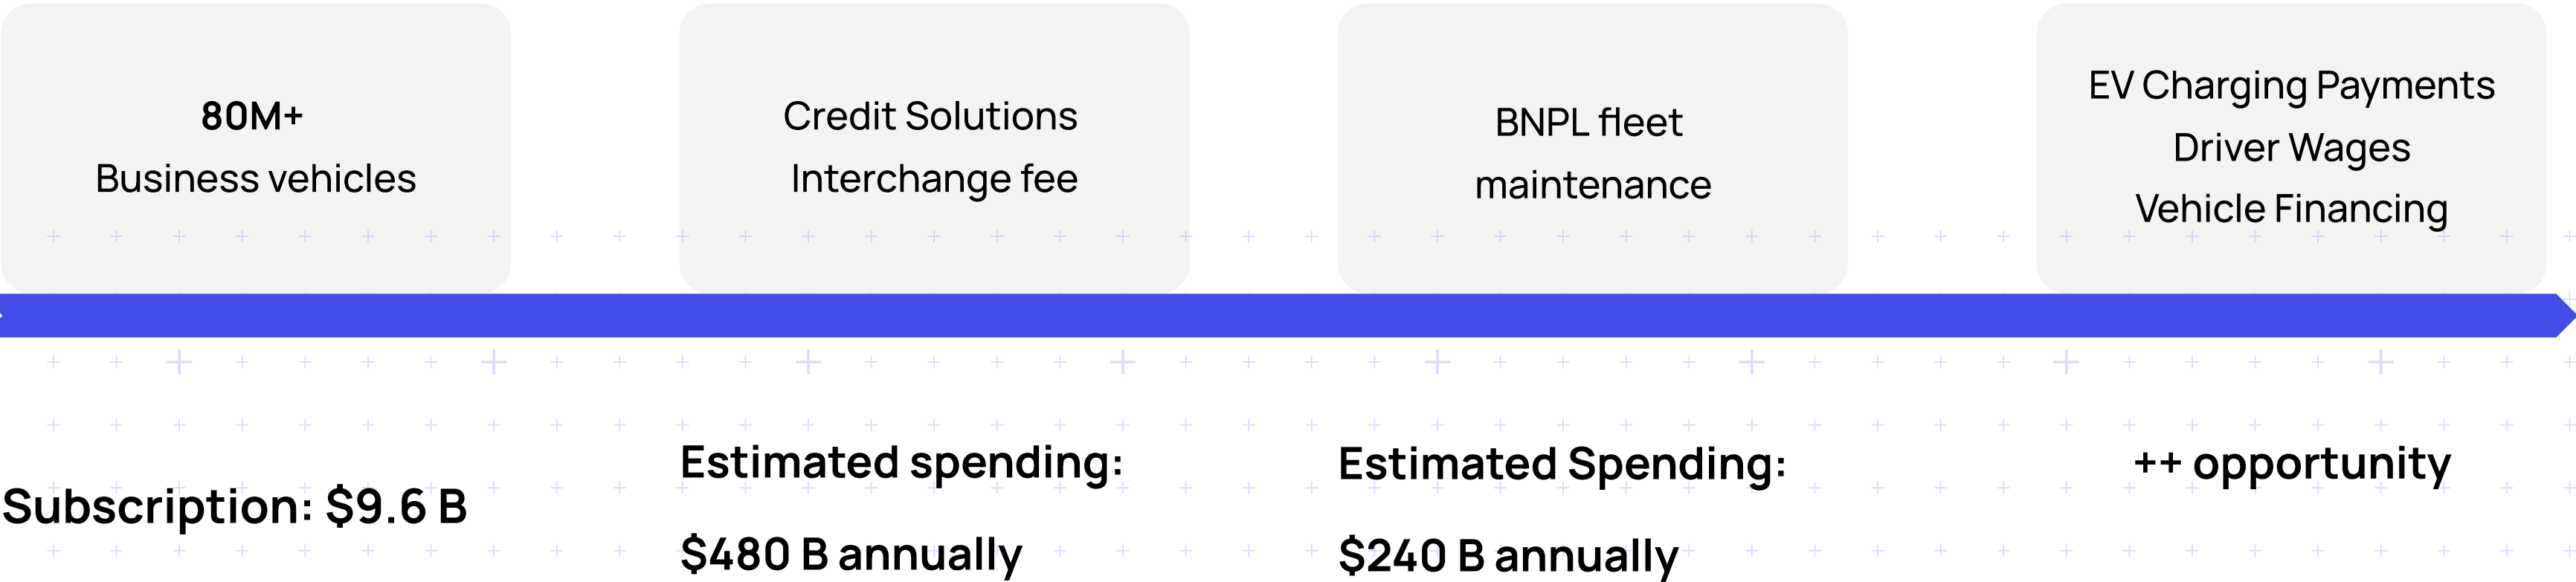 80M+
Business vehicles
Credit Solutions
Interchange fee
BNPL fleet
maintenance
EV Charging Payments
Driver Wages
Vehicle Financing
Subscription: $9.6 B
Estimated spending:
$480 B annually
Estimated Spending:
$240 B annually
++ opportunity